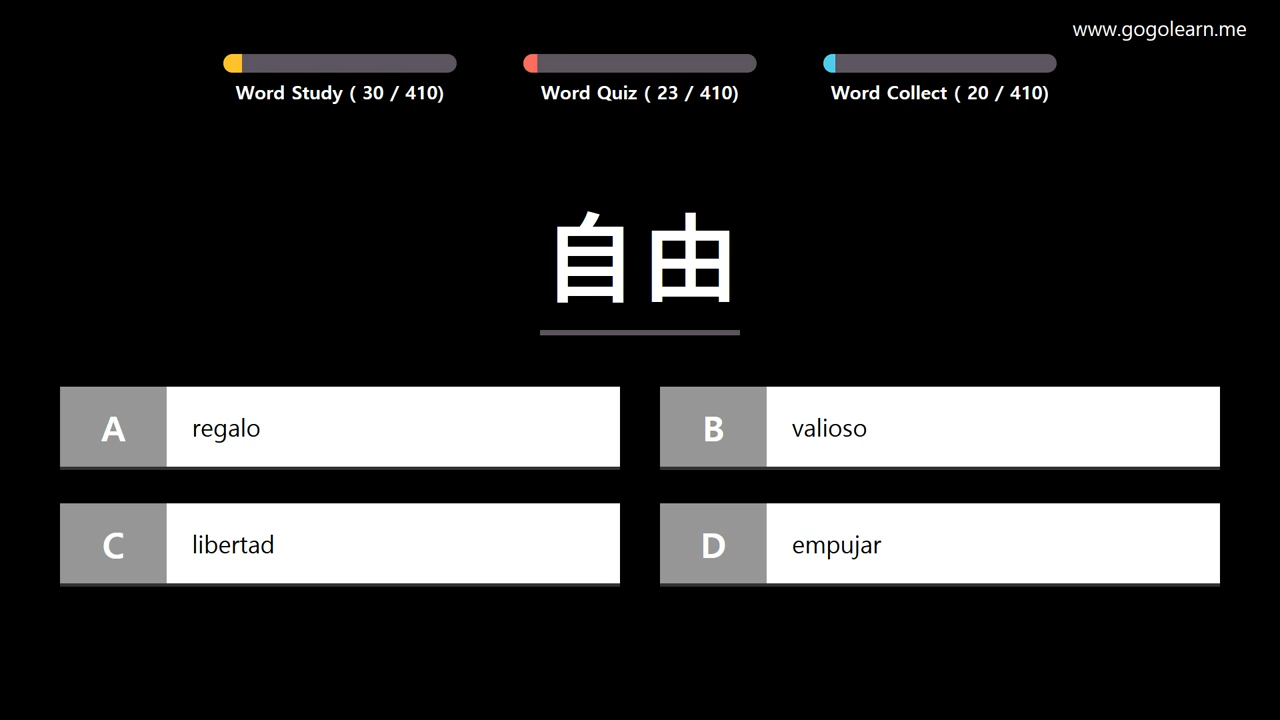 www.gogolearn.me
Word Study ( 30 / 410)
Word Quiz ( 23 / 410)
Word Collect ( 20 / 410)
自由
A regalo
B valioso
C libertad
D empujar